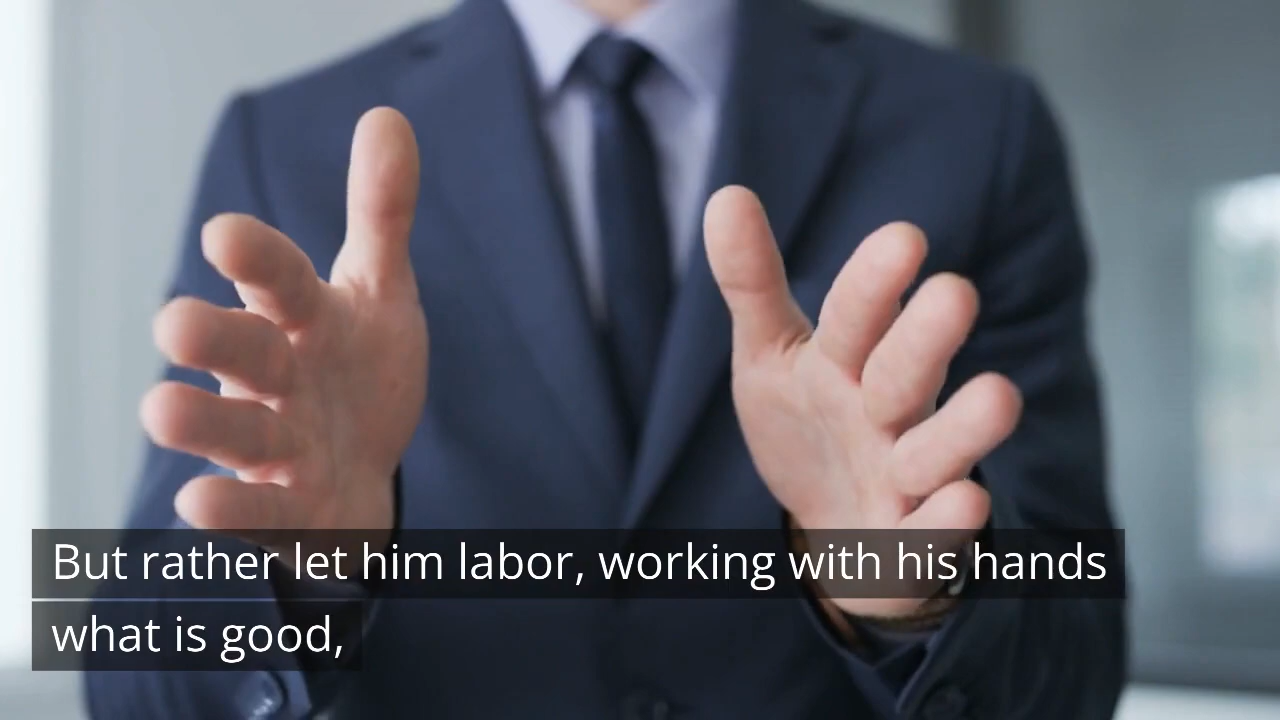 But rather let him labor, working with his hands
what is good,